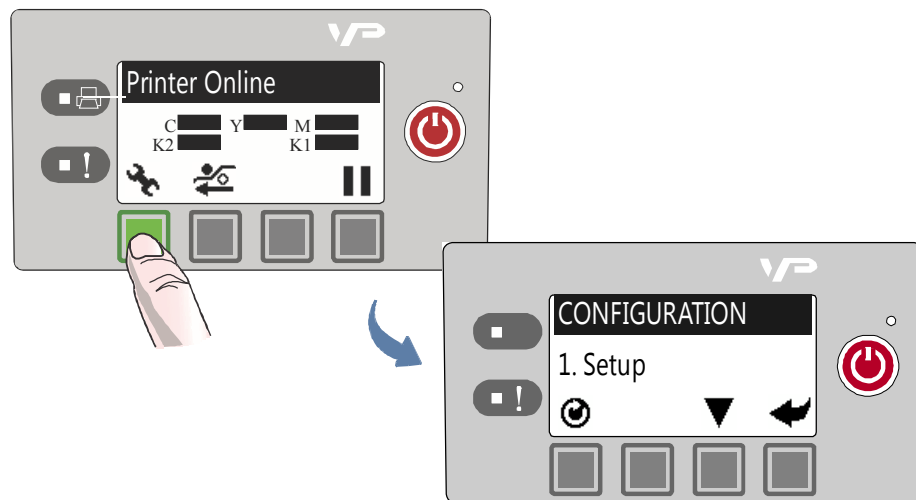 VP
Printer Online
C Y M
K2 K1
!
VP
CONFIGURATION
1. Setup
!